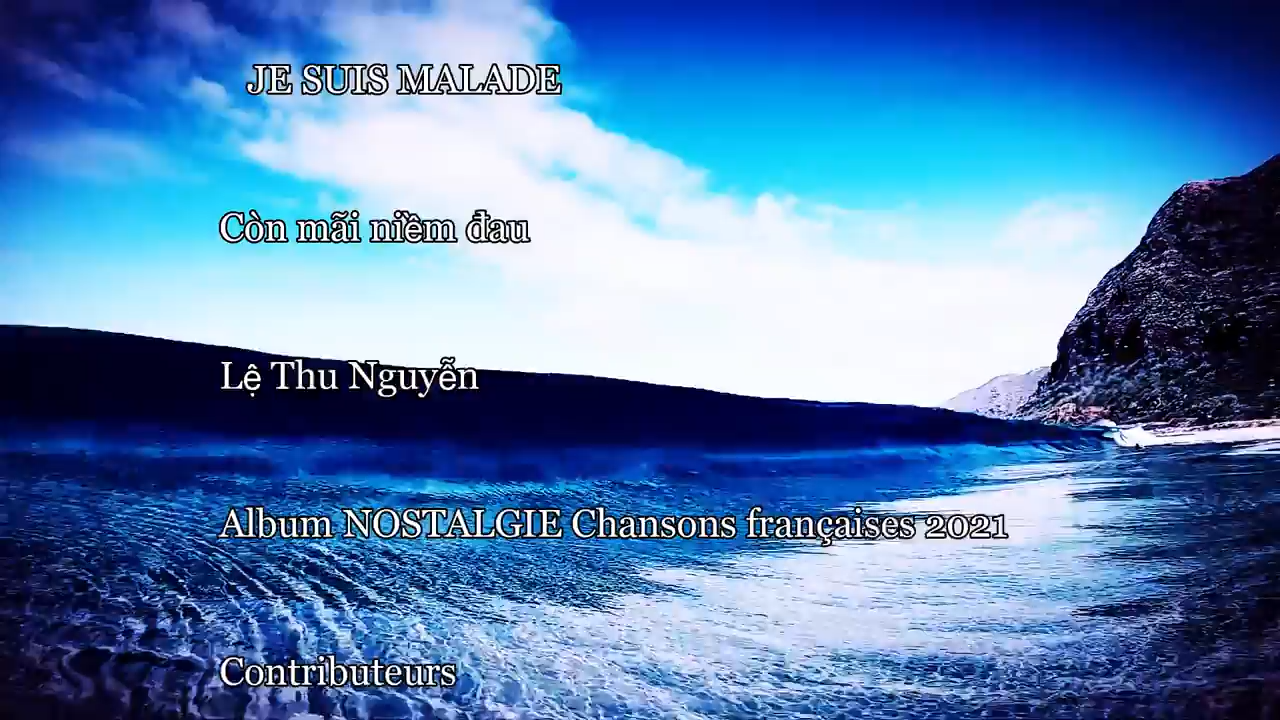 JE SUIS MALADE
Còn mãi niềm đau
Lệ Thu Nguyễn
Album NOSTALGIE Chansons françaises 2021
Contributeurs